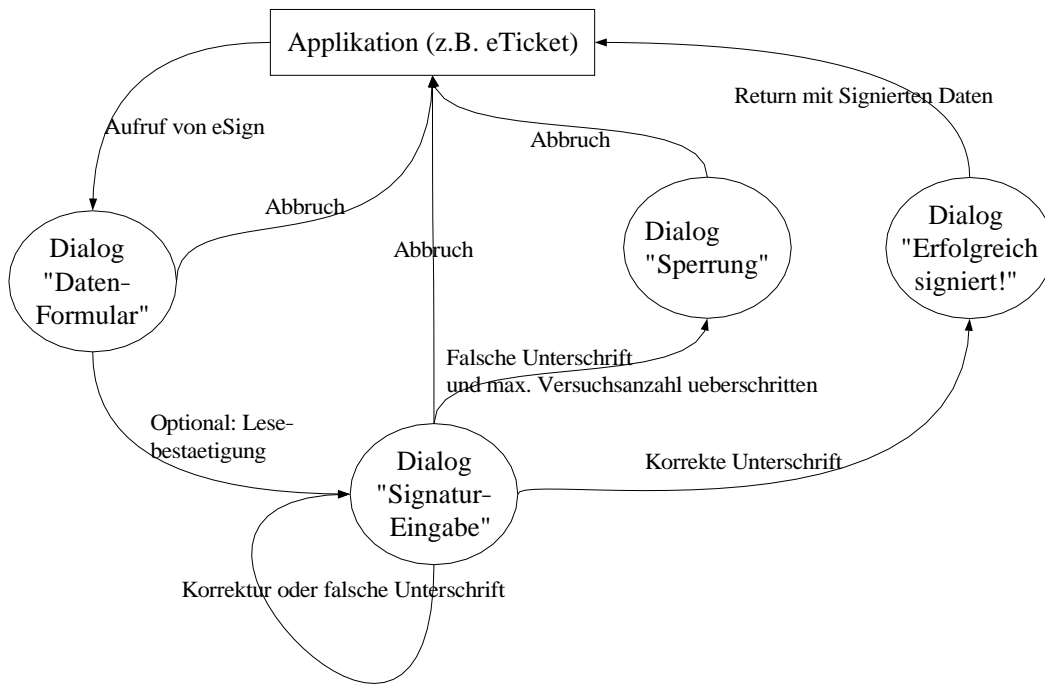 Applikation (z.B. eTicket)
Return mit Signierten Daten
Aufruf von eSign
Abbruch
Abbruch
Abbruch
Dialog
"Daten-
Formular"
Dialog
"Sperrung"
Dialog
"Erfolgreich
signiert!"
Falsche Unterschrift
und max. Versuchsanzahl ueberschritten
Optional: Lese-
bestaetigung
Dialog
"Signatur-
Eingabe"
Korrekte Unterschrift
Korrektur oder falsche Unterschrift